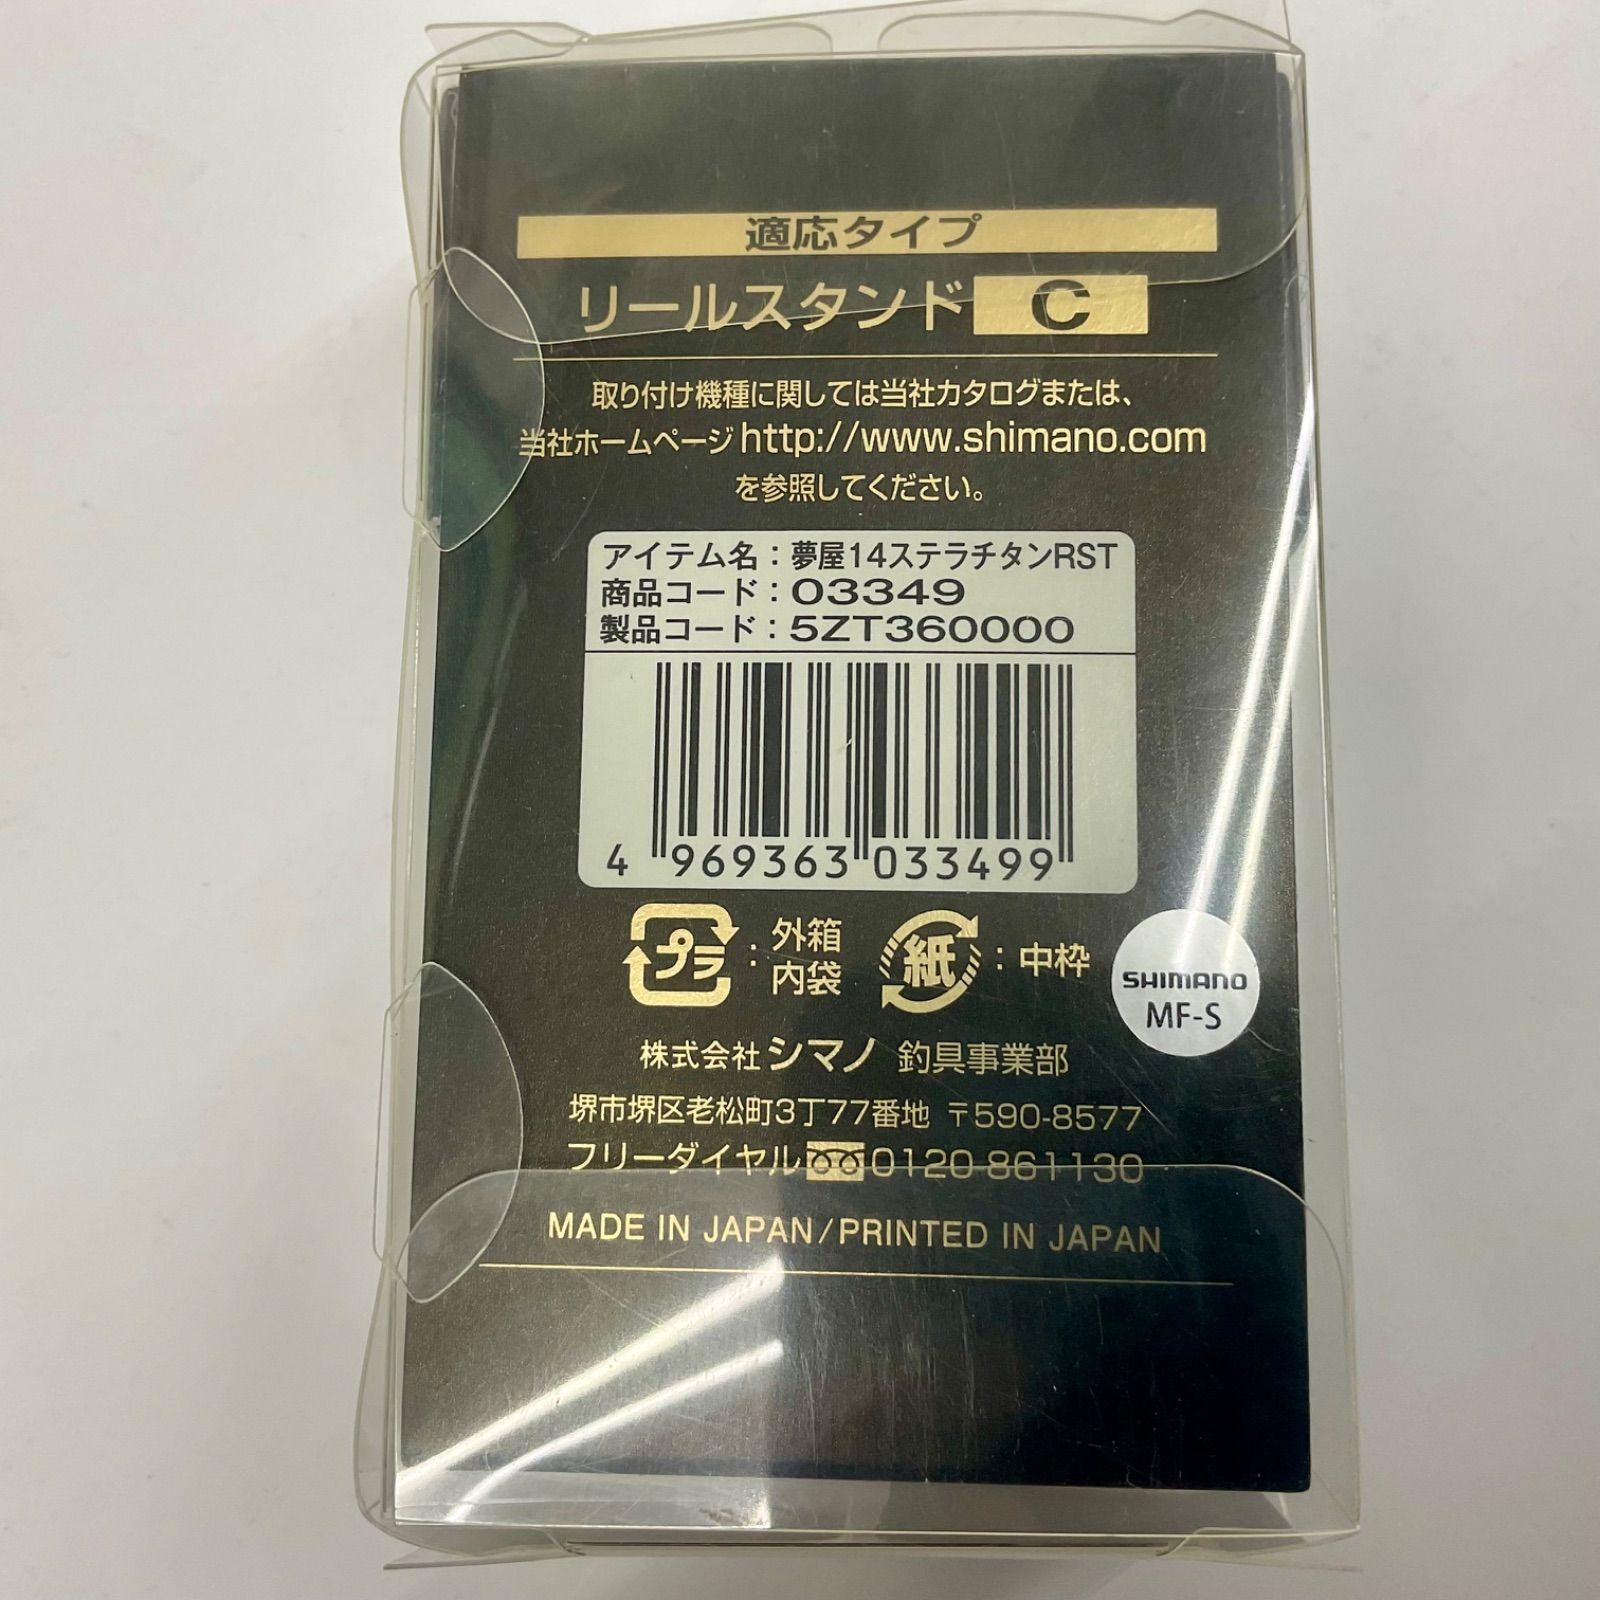 適応タイプ
リールスタンド C
取り付け機種に関しては当社カタログまたは、
当社ホームページhttp://www.shimano.com
を参照してください。
アイテム名：夢屋14ステラチタンRST
商品コード：03349
製品コード：5ZT360000
4 969363 033499
プラ：外箱
内袋
紙：中枠
SHIMANO
MF-S
株式会社シマノ 釣具事業部
堺市堺区老松町3丁77番地 〒590-8577
フリーダイヤル 0120-861130
MADE IN JAPAN/PRINTED IN JAPAN